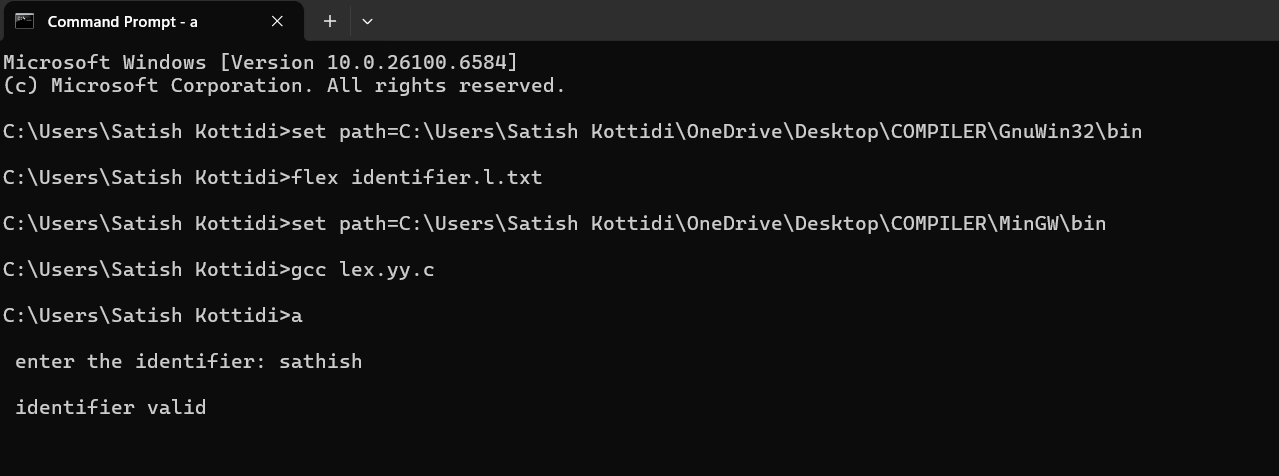 Command Prompt - a
Microsoft Windows [Version 10.0.26100.6584]
(c) Microsoft Corporation. All rights reserved.
C:\Users\Satish Kottidi>set path=C:\Users\Satish Kottidi\OneDrive\Desktop\COMPILER\GnuWin32\bin
C:\Users\Satish Kottidi>flex identifier.l.txt
C:\Users\Satish Kottidi>set path=C:\Users\Satish Kottidi\OneDrive\Desktop\COMPILER\MinGW\bin
C:\Users\Satish Kottidi>gcc lex.yy.c
C:\Users\Satish Kottidi>a
enter the identifier: sathish
identifier valid